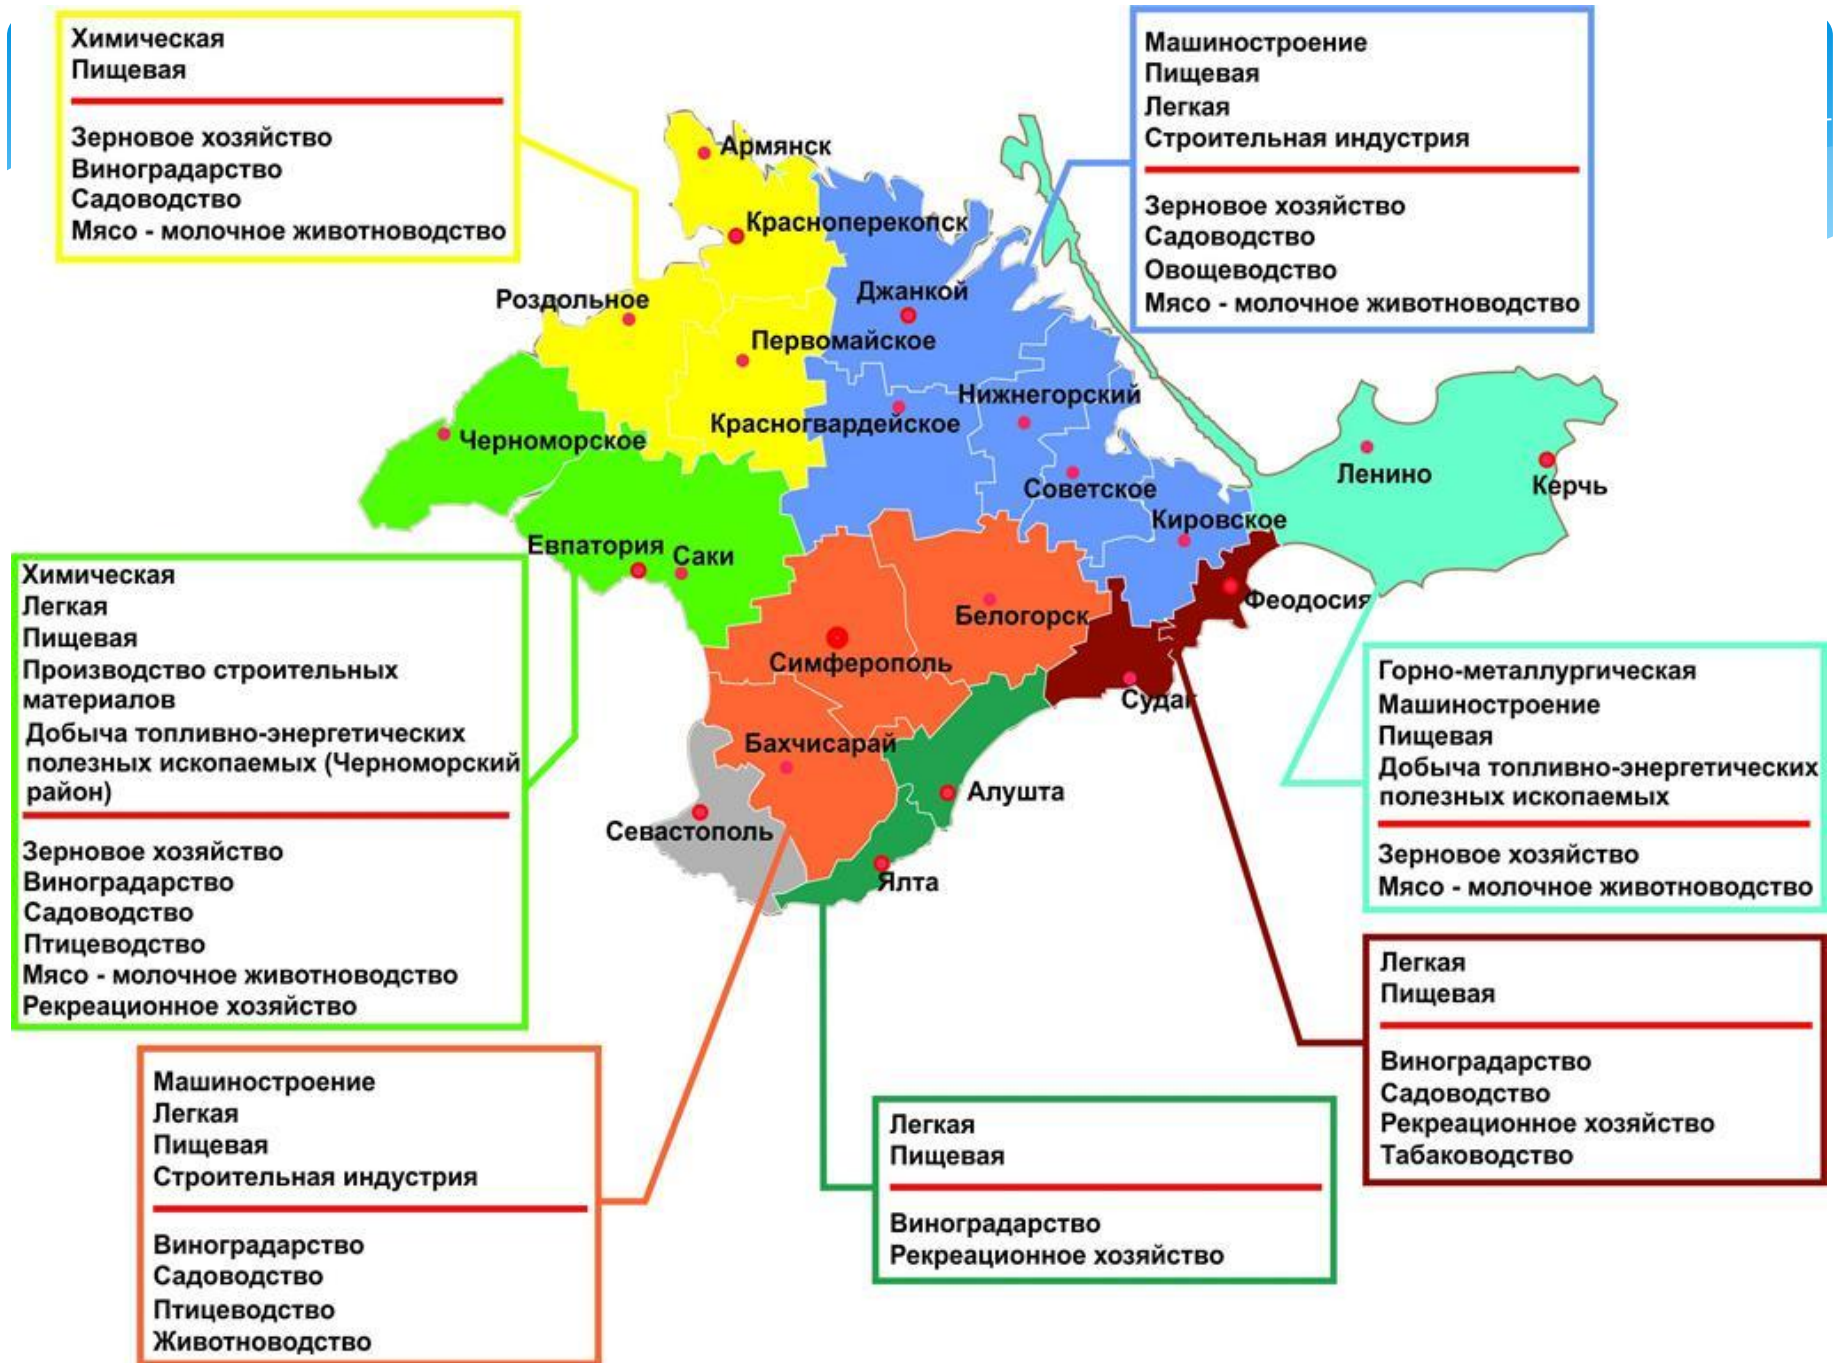 Химическая
Пищевая
Зерновое хозяйство
Виноградарство
Садоводство
Мясо - молочное животноводство
Машиностроение
Пищевая
Легкая
Строительная индустрия
Зерновое хозяйство
Садоводство
Овощеводство
Мясо - молочное животноводство
Армянск
Красноперекопск
Роздольное
Джанкой
Первомайское
Нижнегорский
Красногвардейское
Черноморское
Советское
Ленино
Керчь
Кировское
Евпатория
Саки
Феодосия
Белогорск
Симферополь
Судак
Бахчисарай
Алушта
Севастополь
Ялта
Химическая
Легкая
Пищевая
Производство строительных
материалов
Добыча топливно-энергетических
полезных ископаемых (Черноморский
район)
Зерновое хозяйство
Виноградарство
Садоводство
Птицеводство
Мясо - молочное животноводство
Рекреационное хозяйство
Горно-металлургическая
Машиностроение
Пищевая
Добыча топливно-энергетических
полезных ископаемых
Зерновое хозяйство
Мясо - молочное животноводство
Легкая
Пищевая
Виноградарство
Садоводство
Рекреационное хозяйство
Табаководство
Машиностроение
Легкая
Пищевая
Строительная индустрия
Виноградарство
Садоводство
Птицеводство
Животноводство
Легкая
Пищевая
Виноградарство
Рекреационное хозяйство